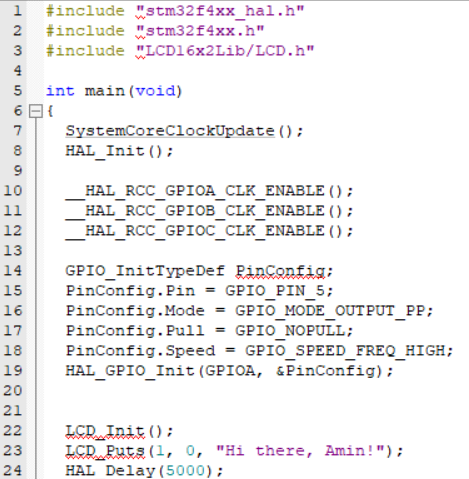 1 #include "stm32f4xx_hal.h"
2 #include "stm32f4xx.h"
3 #include "LCD16x2Lib/LCD.h"
4
5 int main(void)
6 {
7 SystemCoreClockUpdate();
8 HAL_Init();
9
10 __HAL_RCC_GPIOA_CLK_ENABLE();
11 __HAL_RCC_GPIOB_CLK_ENABLE();
12 __HAL_RCC_GPIOC_CLK_ENABLE();
13
14 GPIO_InitTypeDef PinConfig;
15 PinConfig.Pin = GPIO_PIN_5;
16 PinConfig.Mode = GPIO_MODE_OUTPUT_PP;
17 PinConfig.Pull = GPIO_NOPULL;
18 PinConfig.Speed = GPIO_SPEED_FREQ_HIGH;
19 HAL_GPIO_Init(GPIOA, &PinConfig);
20
21
22 LCD_Init();
23 LCD_Puts(1, 0, "Hi there, Amin!");
24 HAL_Delay(5000);